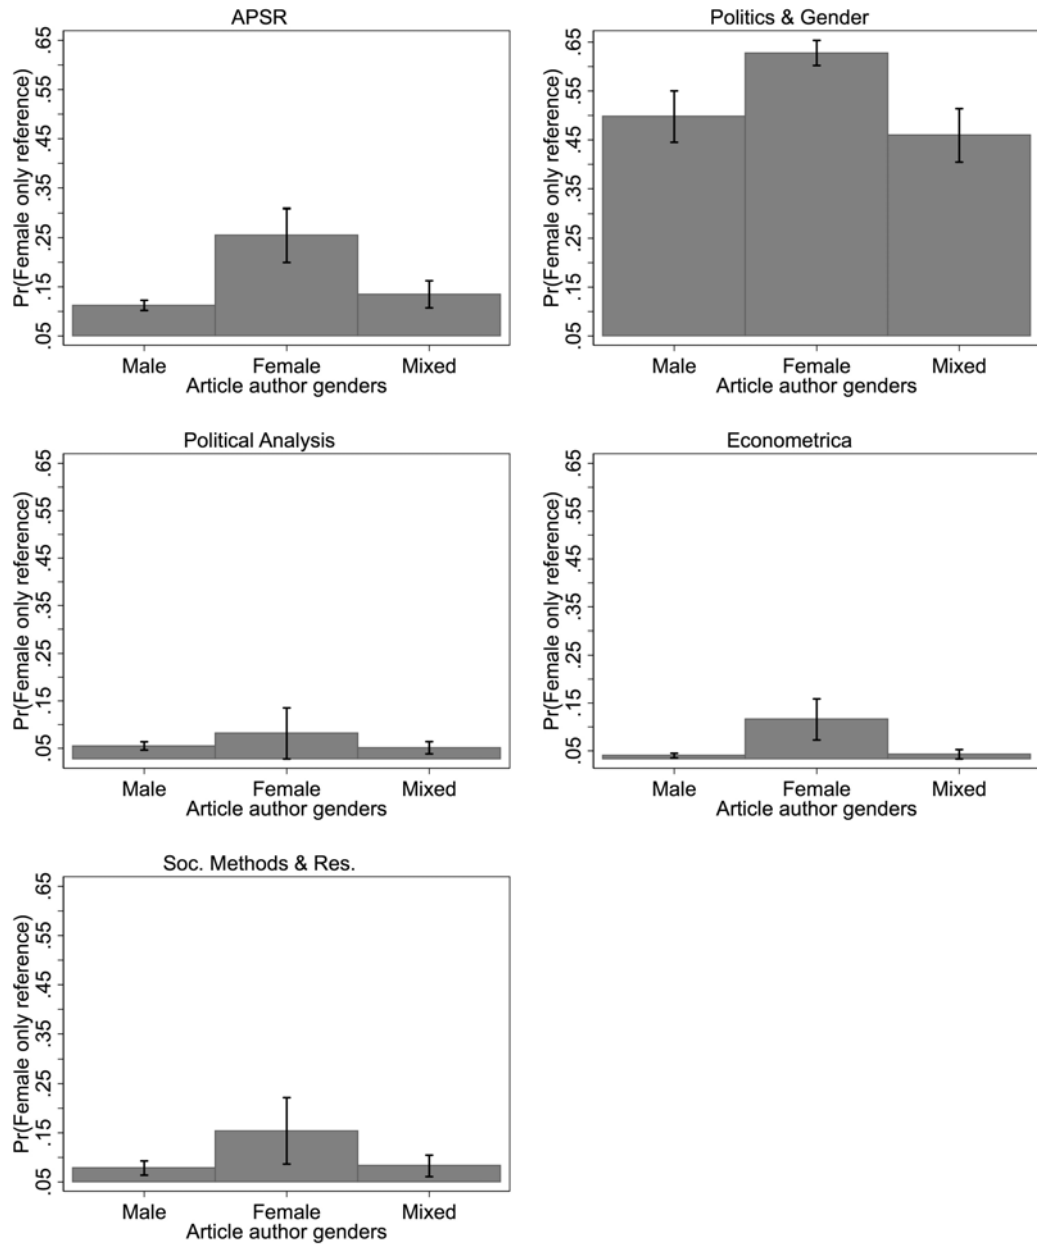 APSR
Pr(Female only reference)
.65
.55
.45
.35
.25
.15
.05
Male Female Mixed
Article author genders
Politics & Gender
Pr(Female only reference)
.65
.55
.45
.35
.25
.15
.05
Male Female Mixed
Article author genders
Political Analysis
Pr(Female only reference)
.65
.55
.45
.35
.25
.15
.05
Male Female Mixed
Article author genders
Econometrica
Pr(Female only reference)
.65
.55
.45
.35
.25
.15
.05
Male Female Mixed
Article author genders
Soc. Methods & Res.
Pr(Female only reference)
.65
.55
.45
.35
.25
.15
.05
Male Female Mixed
Article author genders